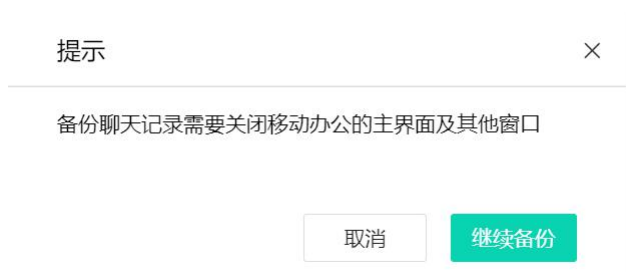 提示
备份聊天记录需要关闭移动办公的主界面及其他窗口
取消
继续备份